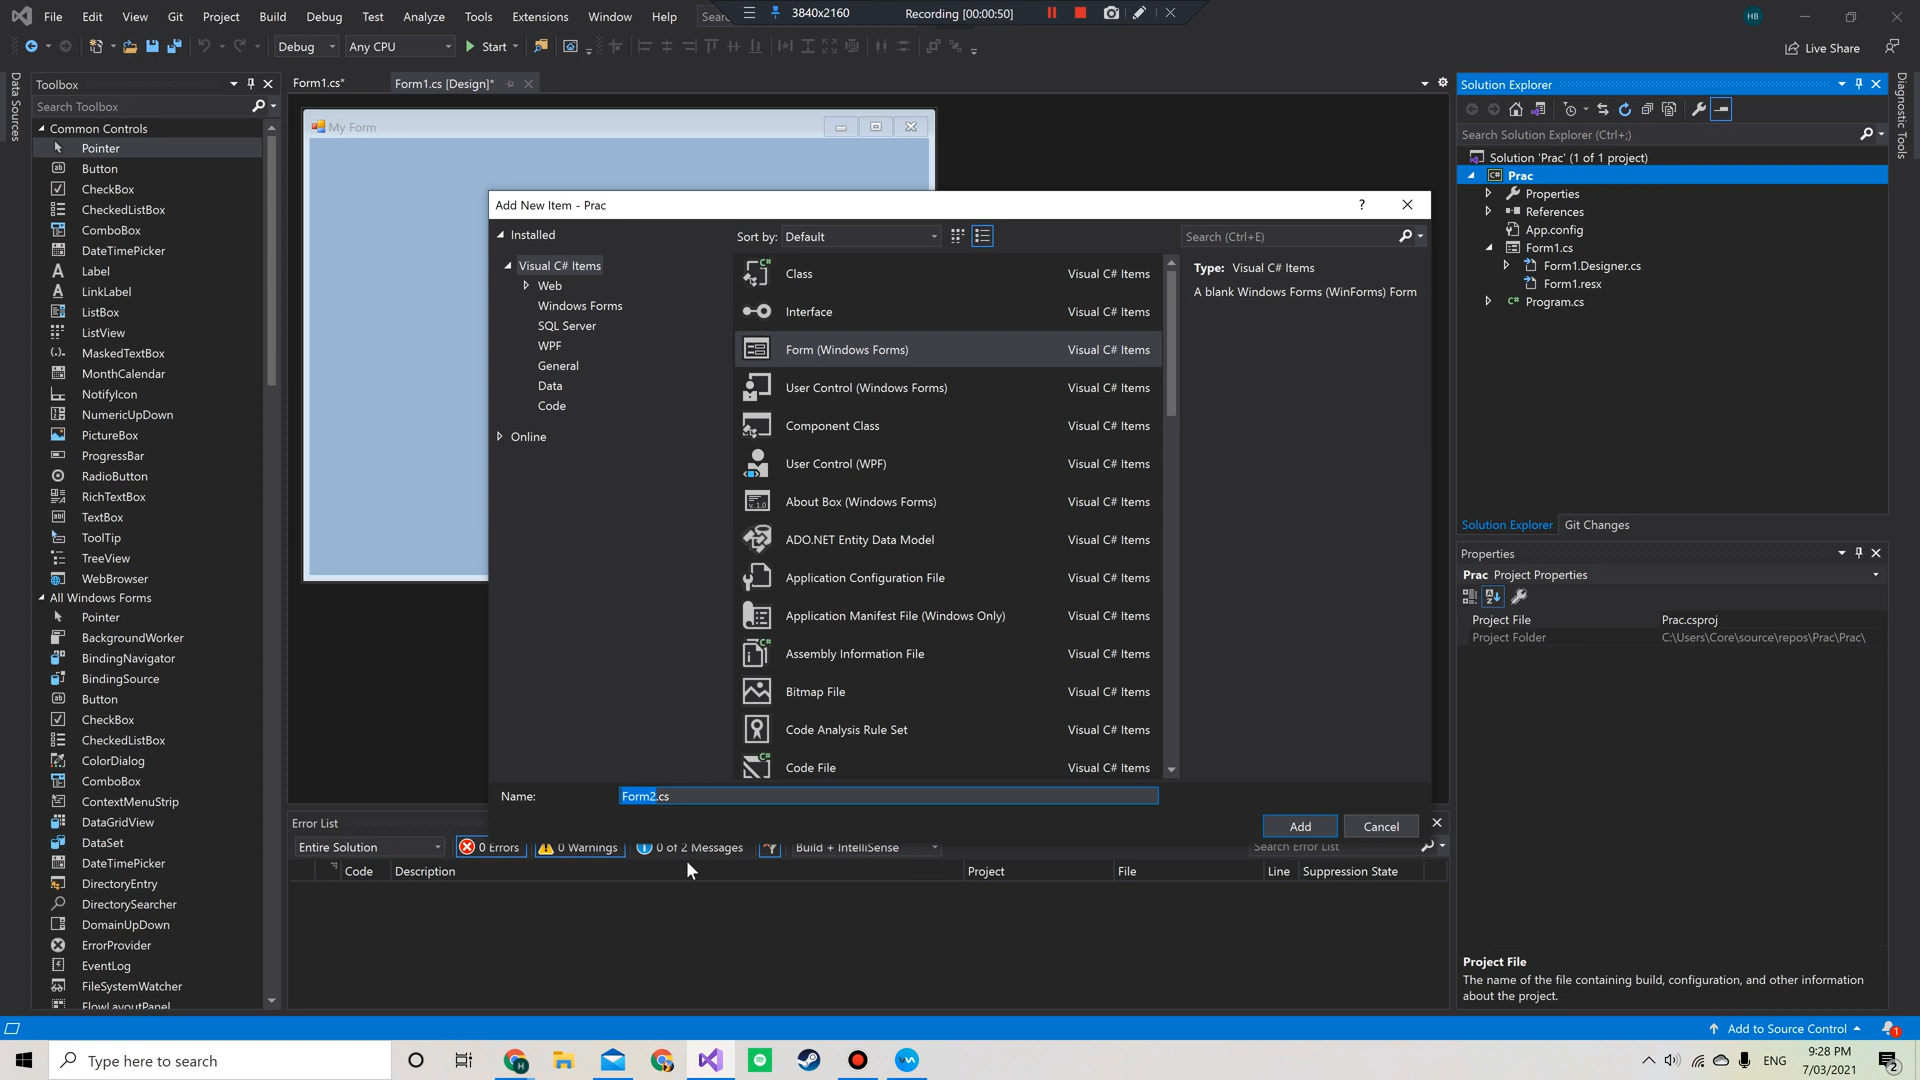 File Edit View Git Project Build Debug Test Analyze Tools Extensions Window Help
3840x2160 Recording [00:00:50]
HB
Debug Any CPU Start
Live Share
Data Sources
Toolbox
Search Toolbox
Common Controls
Pointer
Button
CheckBox
CheckedListBox
ComboBox
DateTimePicker
Label
LinkLabel
ListBox
ListView
MaskedTextBox
MonthCalendar
NotifyIcon
NumericUpDown
PictureBox
ProgressBar
RadioButton
RichTextBox
TextBox
ToolTip
TreeView
WebBrowser
All Windows Forms
Pointer
BackgroundWorker
BindingNavigator
BindingSource
Button
CheckBox
CheckedListBox
ColorDialog
ComboBox
ContextMenuStrip
DataGridView
DataSet
DateTimePicker
DirectoryEntry
DirectorySearcher
DomainUpDown
ErrorProvider
EventLog
FileSystemWatcher
FlowLayoutPanel
Form1.cs* Form1.cs [Design]*
My Form
Add New Item - Prac
?
Installed
Visual C# Items
Web
Windows Forms
SQL Server
WPF
General
Data
Code
Online
Sort by: Default
Search (Ctrl+E)
Class Visual C# Items
Interface Visual C# Items
Form (Windows Forms) Visual C# Items
User Control (Windows Forms) Visual C# Items
Component Class Visual C# Items
User Control (WPF) Visual C# Items
About Box (Windows Forms) Visual C# Items
ADO.NET Entity Data Model Visual C# Items
Application Configuration File Visual C# Items
Application Manifest File (Windows Only) Visual C# Items
Assembly Information File Visual C# Items
Bitmap File Visual C# Items
Code Analysis Rule Set Visual C# Items
Code File Visual C# Items
Type: Visual C# Items
A blank Windows Forms (WinForms) Form
Name: Form2.cs
Add Cancel
Error List
Entire Solution 0 Errors 0 Warnings 0 of 2 Messages Build + IntelliSense Search Error List
Code Description Project File Line Suppression State
Solution Explorer
Search Solution Explorer (Ctrl+;)
Solution 'Prac' (1 of 1 project)
C# Prac
Properties
References
App.config
Form1.cs
Form1.Designer.cs
Form1.resx
C# Program.cs
Solution Explorer Git Changes
Properties
Prac Project Properties
Project File Prac.csproj
Project Folder C:\Users\Core\source\repos\Prac\Prac\
Project File
The name of the file containing build, configuration, and other information
about the project.
Diagnostic Tools
Add to Source Control 1
Type here to search
ENG
9:28 PM
7/03/2021
2